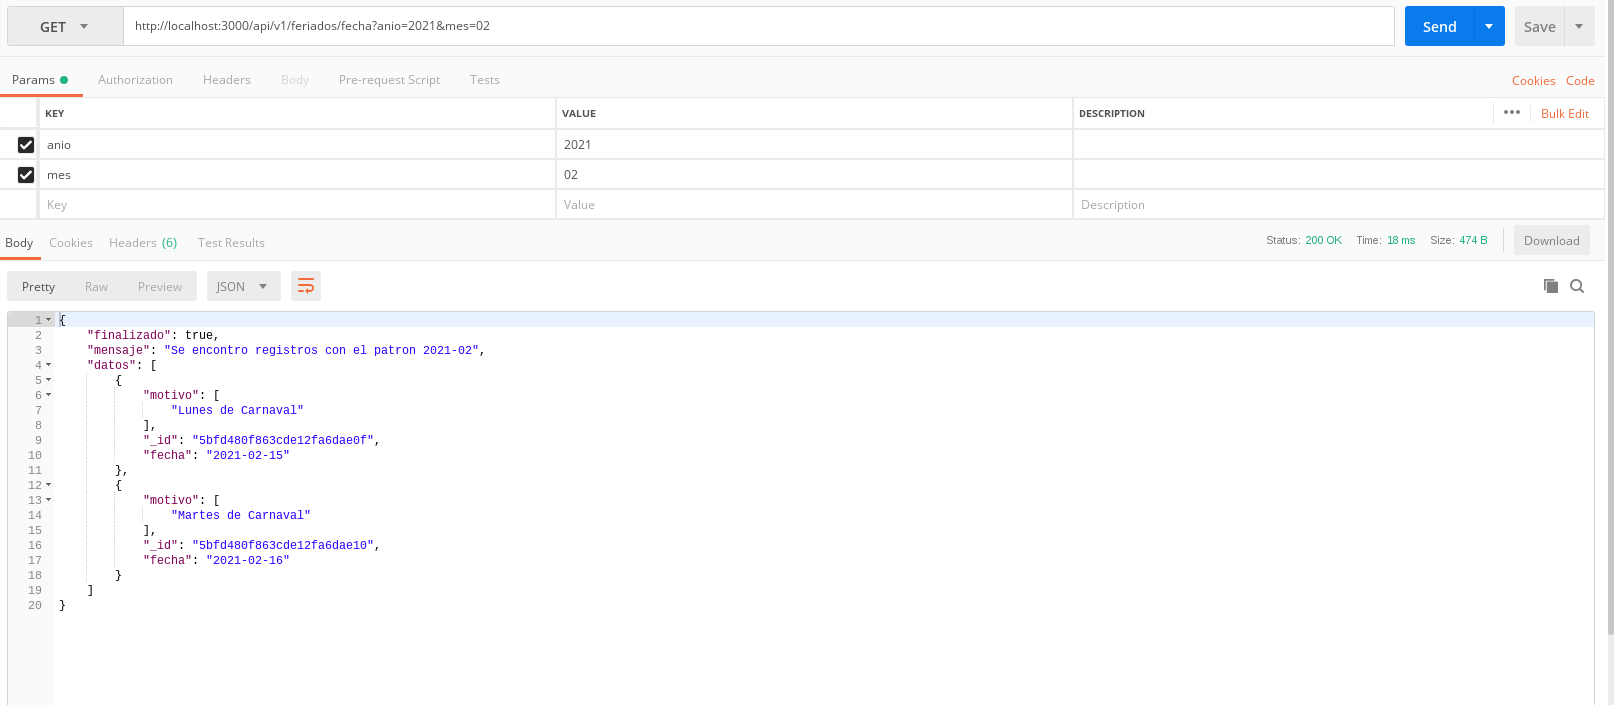 GET http://localhost:3000/api/v1/feriados/fecha?anio=2021&mes=02 Send Save
Params Authorization Headers Body Pre-request Script Tests Cookies Code
KEY VALUE DESCRIPTION ••• Bulk Edit
anio 2021
mes 02
Key Value Description
Body Cookies Headers (6) Test Results Status: 200 OK Time: 18 ms Size: 474 B Download
Pretty Raw Preview JSON
1 {
2 "finalizado": true,
3 "mensaje": "Se encontro registros con el patron 2021-02",
4 "datos": [
5 {
6 "motivo": [
7 "Lunes de Carnaval"
8 ],
9 "_id": "5bfd480f863cde12fa6dae0f",
10 "fecha": "2021-02-15"
11 },
12 {
13 "motivo": [
14 "Martes de Carnaval"
15 ],
16 "_id": "5bfd480f863cde12fa6dae10",
17 "fecha": "2021-02-16"
18 }
19 ]
20 }